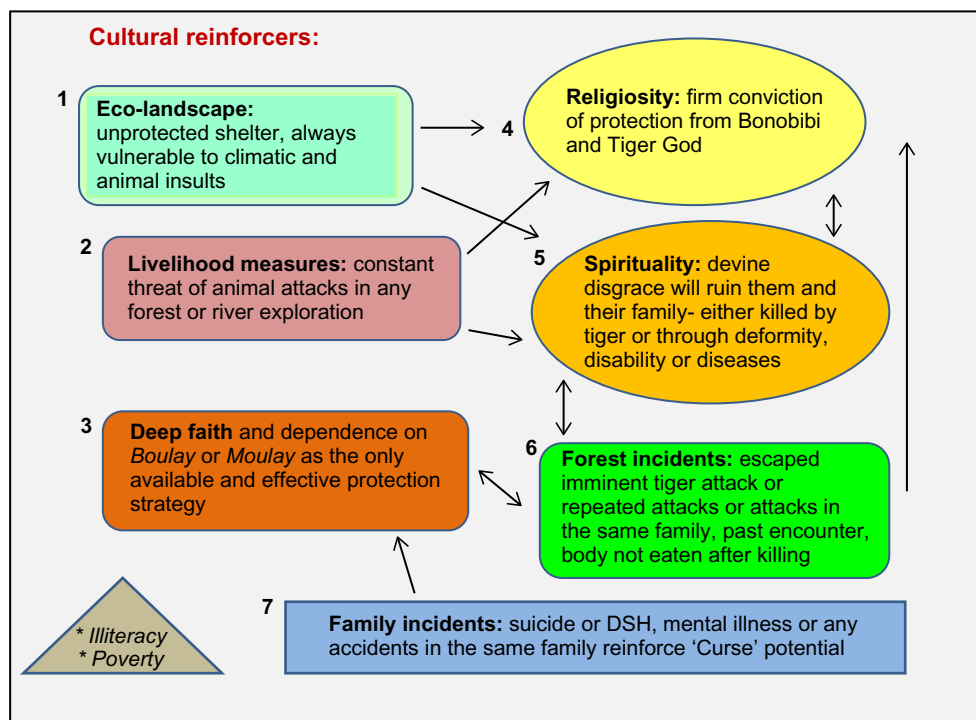 Cultural reinforcers:
1
Eco-landscape:
unprotected shelter, always
vulnerable to climatic and
animal insults
4
Religiosity: firm conviction
of protection from Bonobibi
and Tiger God
2
Livelihood measures: constant
threat of animal attacks in any
forest or river exploration
5
Spirituality: devine
disgrace will ruin them and
their family- either killed by
tiger or through deformity,
disability or diseases
3
Deep faith and dependence on
Boulay or Moulay as the only
available and effective protection
strategy
6
Forest incidents: escaped
imminent tiger attack or
repeated attacks or attacks in
the same family, past encounter,
body not eaten after killing
7
Family incidents: suicide or DSH, mental illness or any
accidents in the same family reinforce ‘Curse’ potential
* Illiteracy
* Poverty